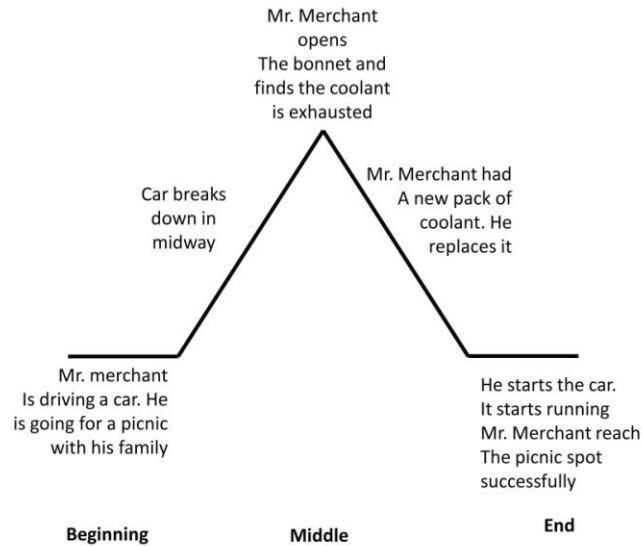 Mr. Merchant
opens
The bonnet and
finds the coolant
is exhausted
Car breaks
down in
midway
Mr. Merchant had
A new pack of
coolant. He
replaces it
Mr. merchant
Is driving a car. He
is going for a picnic
with his family
He starts the car.
It starts running
Mr. Merchant reach
The picnic spot
successfully
Beginning
Middle
End